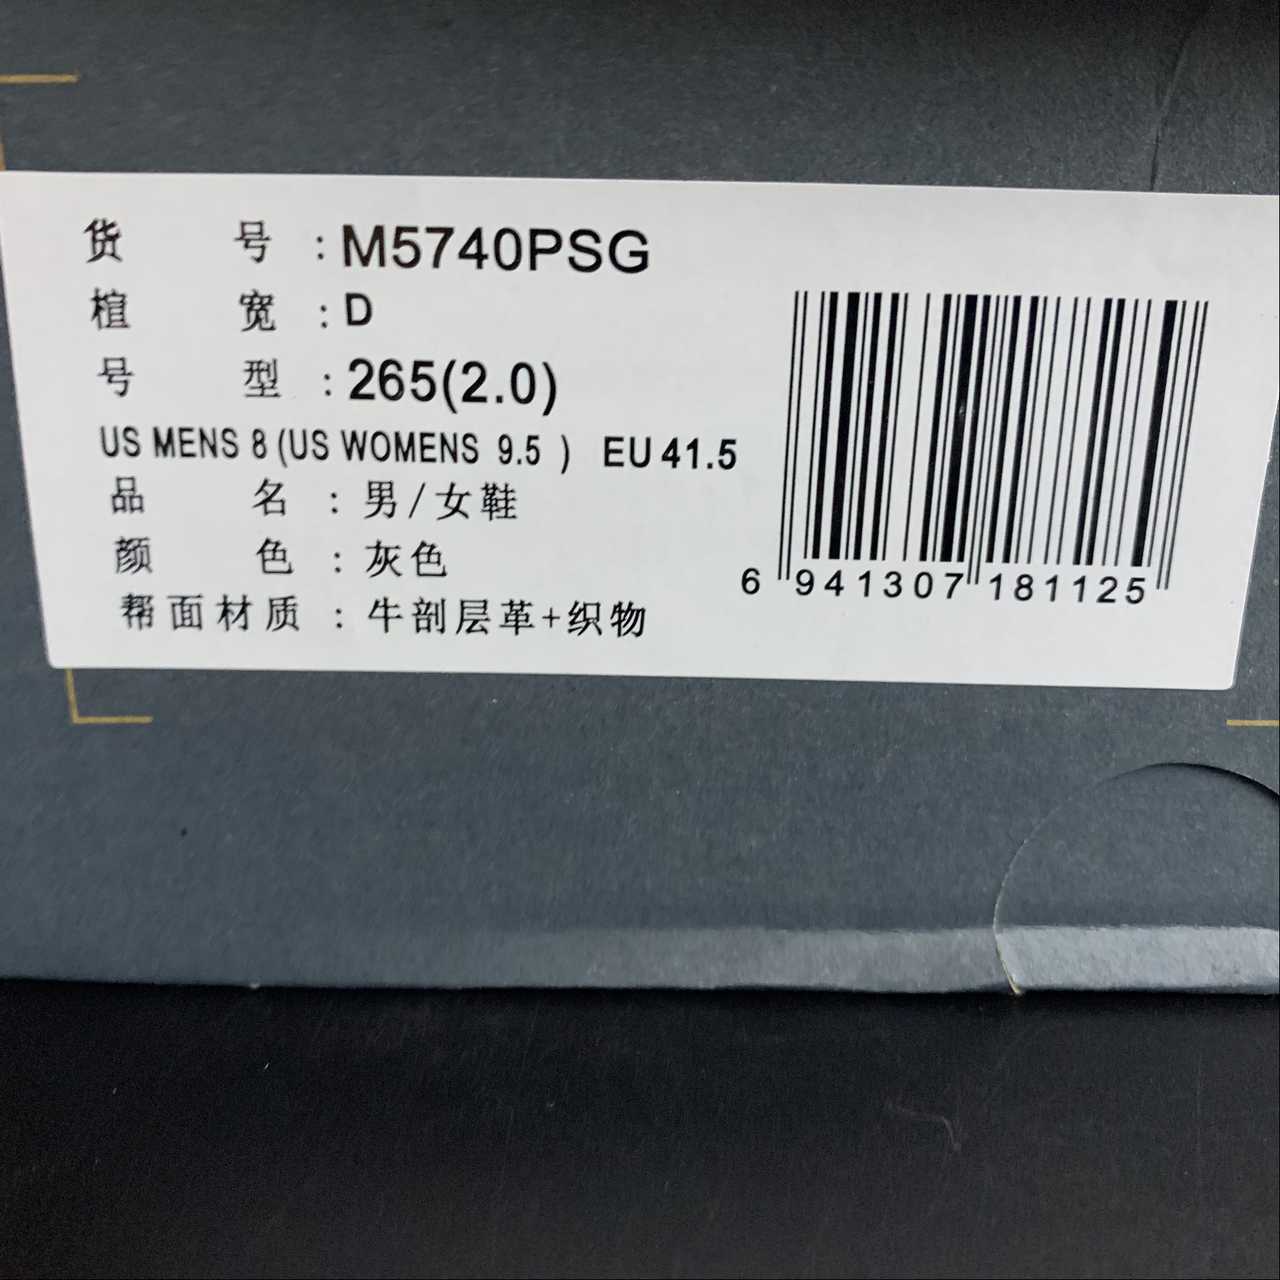 货 号 : M5740PSG
楦 宽 : D
号 型 : 265(2.0)
US MENS 8 (US WOMENS 9.5 ) EU 41.5
品 名 : 男/女鞋
颜 色 : 灰色
帮面材质 : 牛剖层革+织物
6 941307 181125